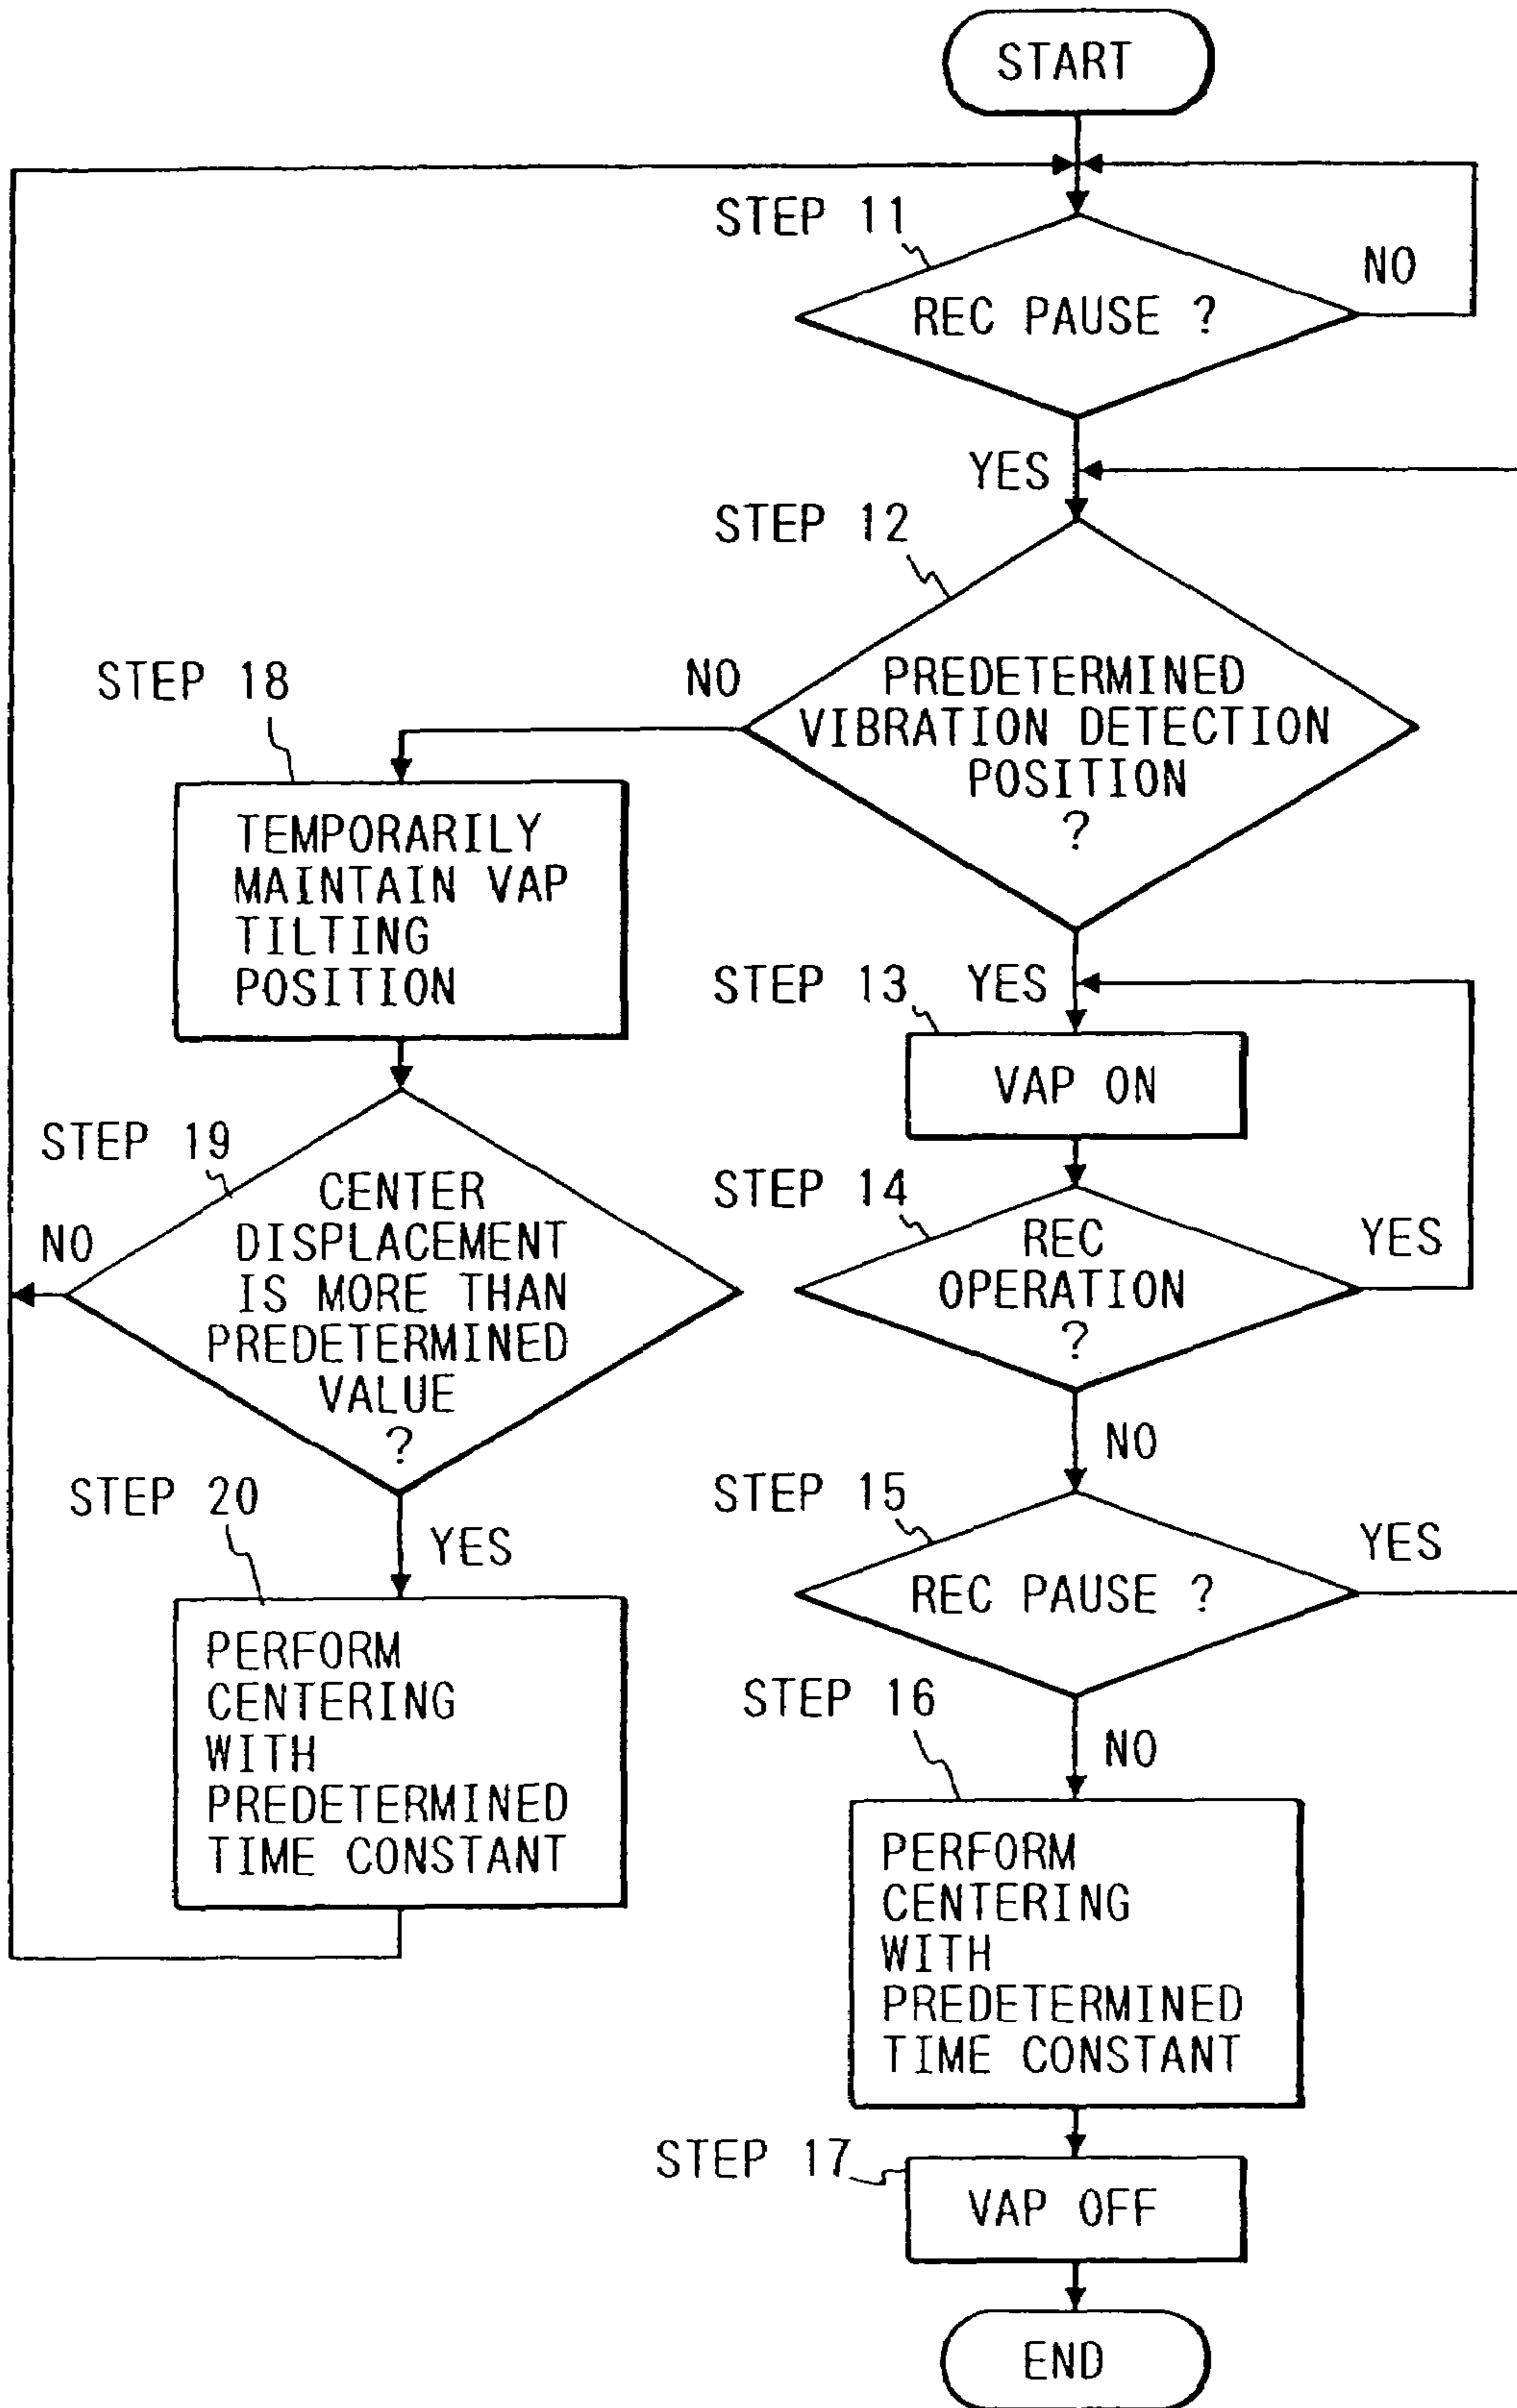 START
STEP 11
NO
REC PAUSE ?
YES
STEP 12
NO
PREDETERMINED
VIBRATION DETECTION
POSITION
?
STEP 18
TEMPORARILY
MAINTAIN VAP
TILTING
POSITION
STEP 13
YES
VAP ON
STEP 19
NO
CENTER
DISPLACEMENT
IS MORE THAN
PREDETERMINED
VALUE
?
STEP 14
REC
OPERATION
?
YES
NO
STEP 20
YES
PERFORM
CENTERING
WITH
PREDETERMINED
TIME CONSTANT
STEP 15
YES
REC PAUSE ?
STEP 16
NO
PERFORM
CENTERING
WITH
PREDETERMINED
TIME CONSTANT
STEP 17
VAP OFF
END